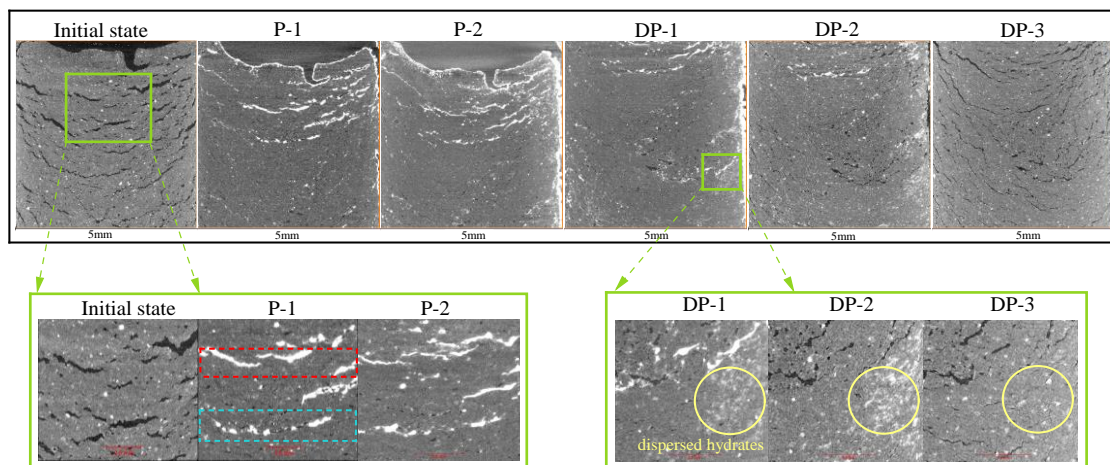 Initial state P-1 P-2 DP-1 DP-2 DP-3
5mm 5mm 5mm 5mm 5mm 5mm
Initial state P-1 P-2
DP-1 DP-2 DP-3
dispersed hydrates